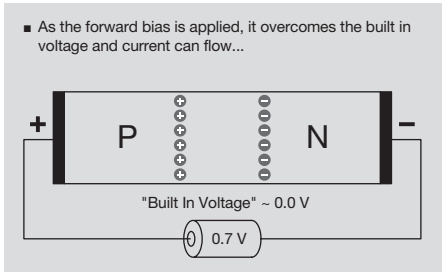 ■ As the forward bias is applied, it overcomes the built in
voltage and current can flow...
+ −
P N
+ −
+ −
+ −
+ −
+ −
+ −
"Built In Voltage" ~ 0.0 V
0.7 V